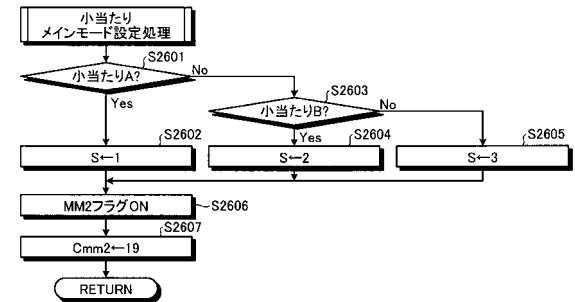 小当たり
メインモード設定処理
S2601
小当たりA?
No
Yes
S2603
小当たりB?
No
Yes
S2602
S←1
S2604
S←2
S2605
S←3
MM2フラグON
S2606
S2607
Cmm2←19
RETURN